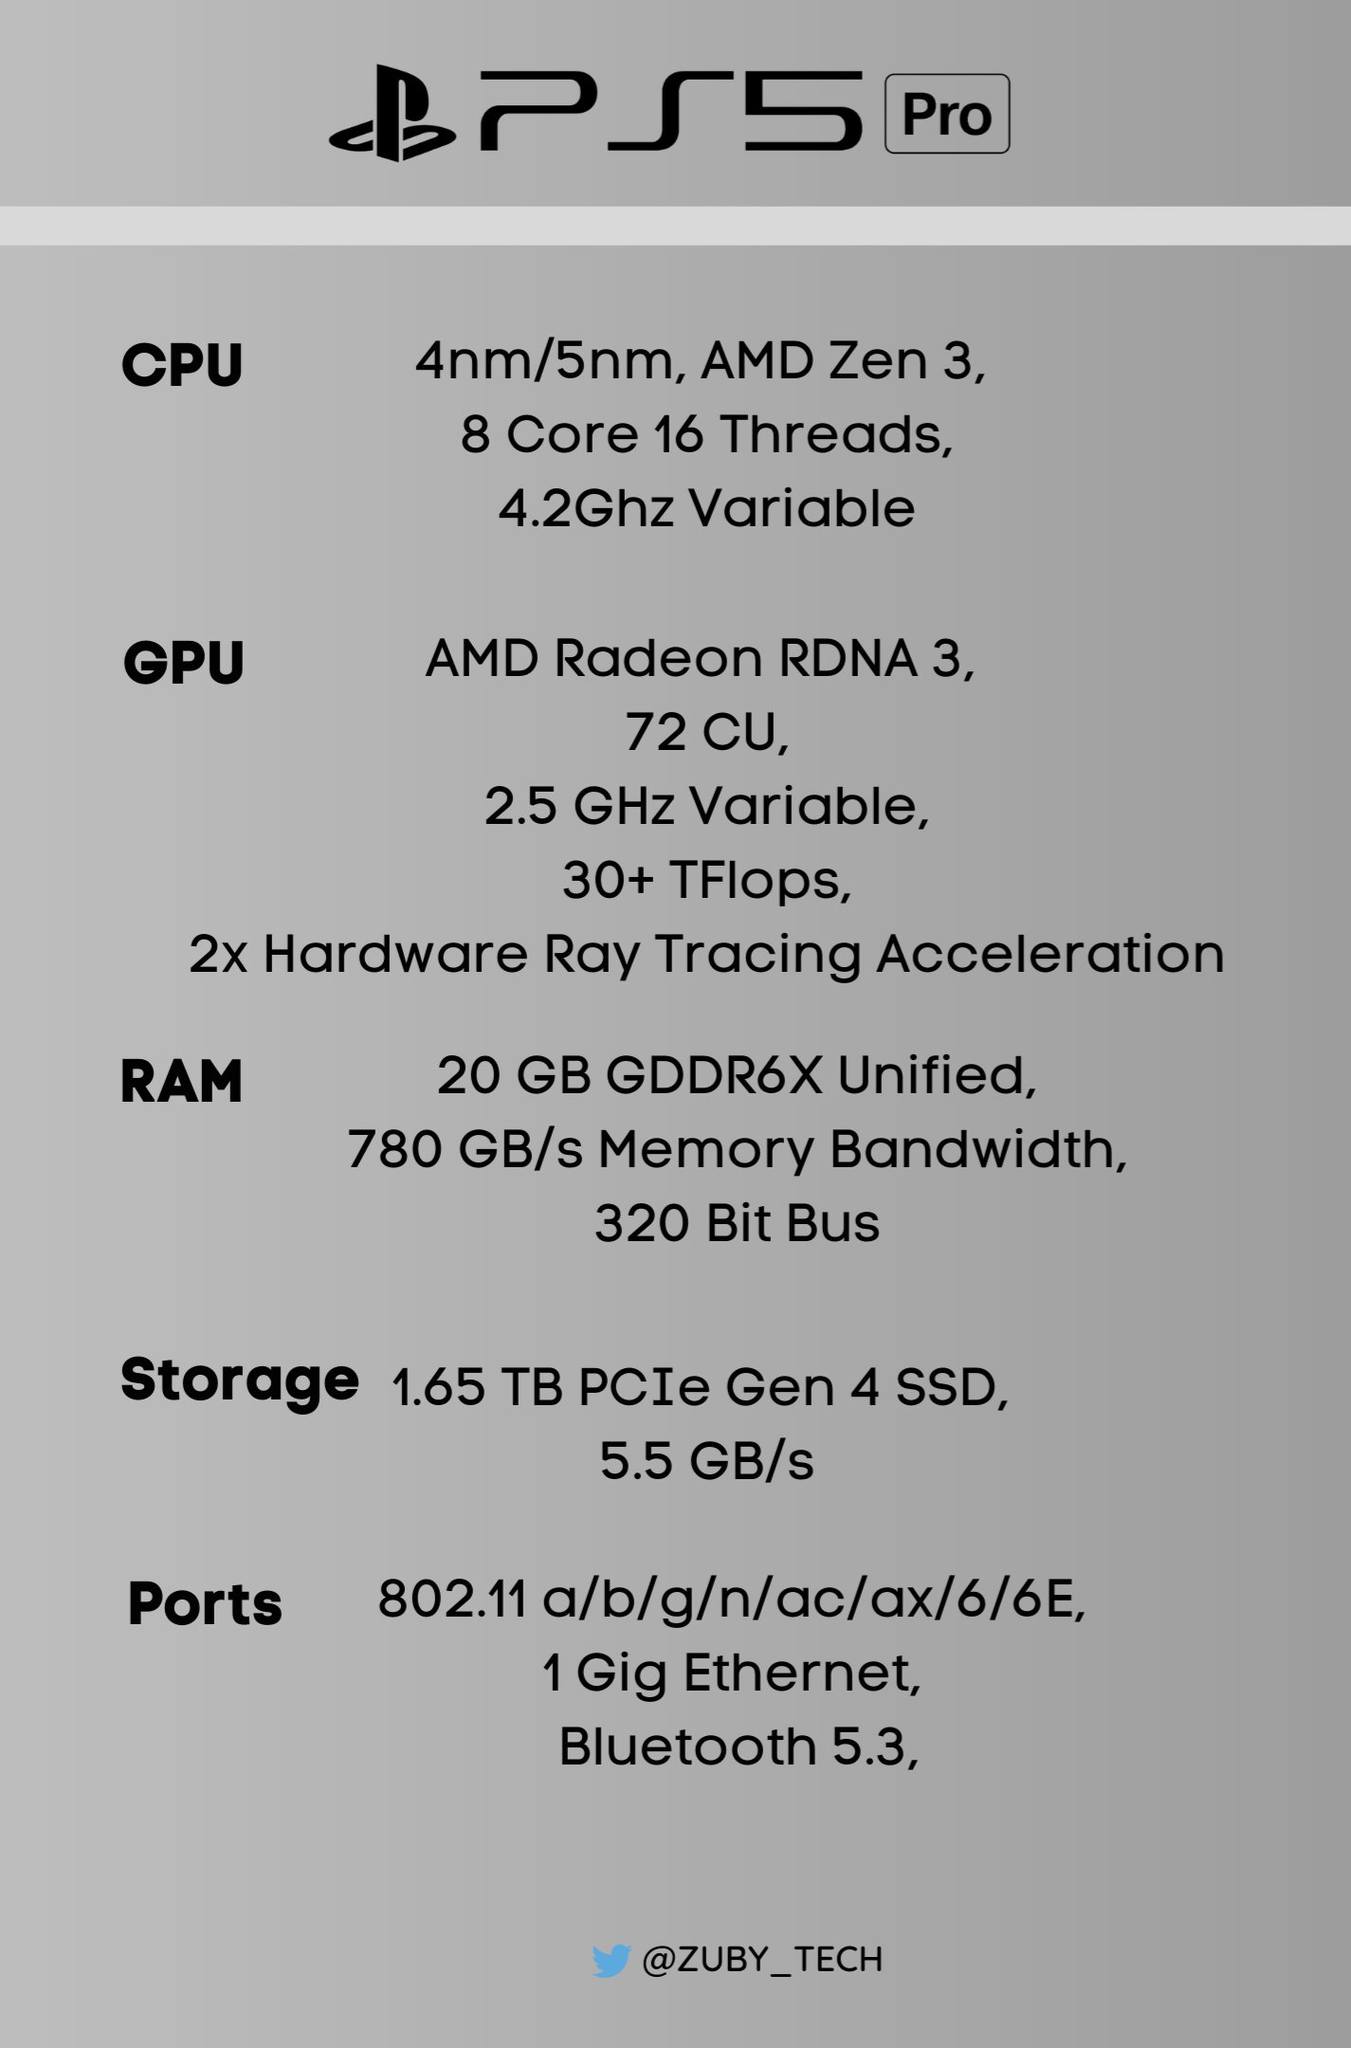 PS5 Pro
CPU
4nm/5nm, AMD Zen 3,
8 Core 16 Threads,
4.2Ghz Variable
GPU
AMD Radeon RDNA 3,
72 CU,
2.5 GHz Variable,
30+ TFlops,
2x Hardware Ray Tracing Acceleration
RAM
20 GB GDDR6X Unified,
780 GB/s Memory Bandwidth,
320 Bit Bus
Storage
1.65 TB PCIe Gen 4 SSD,
5.5 GB/s
Ports
802.11 a/b/g/n/ac/ax/6/6E,
1 Gig Ethernet,
Bluetooth 5.3,
@ZUBY_TECH